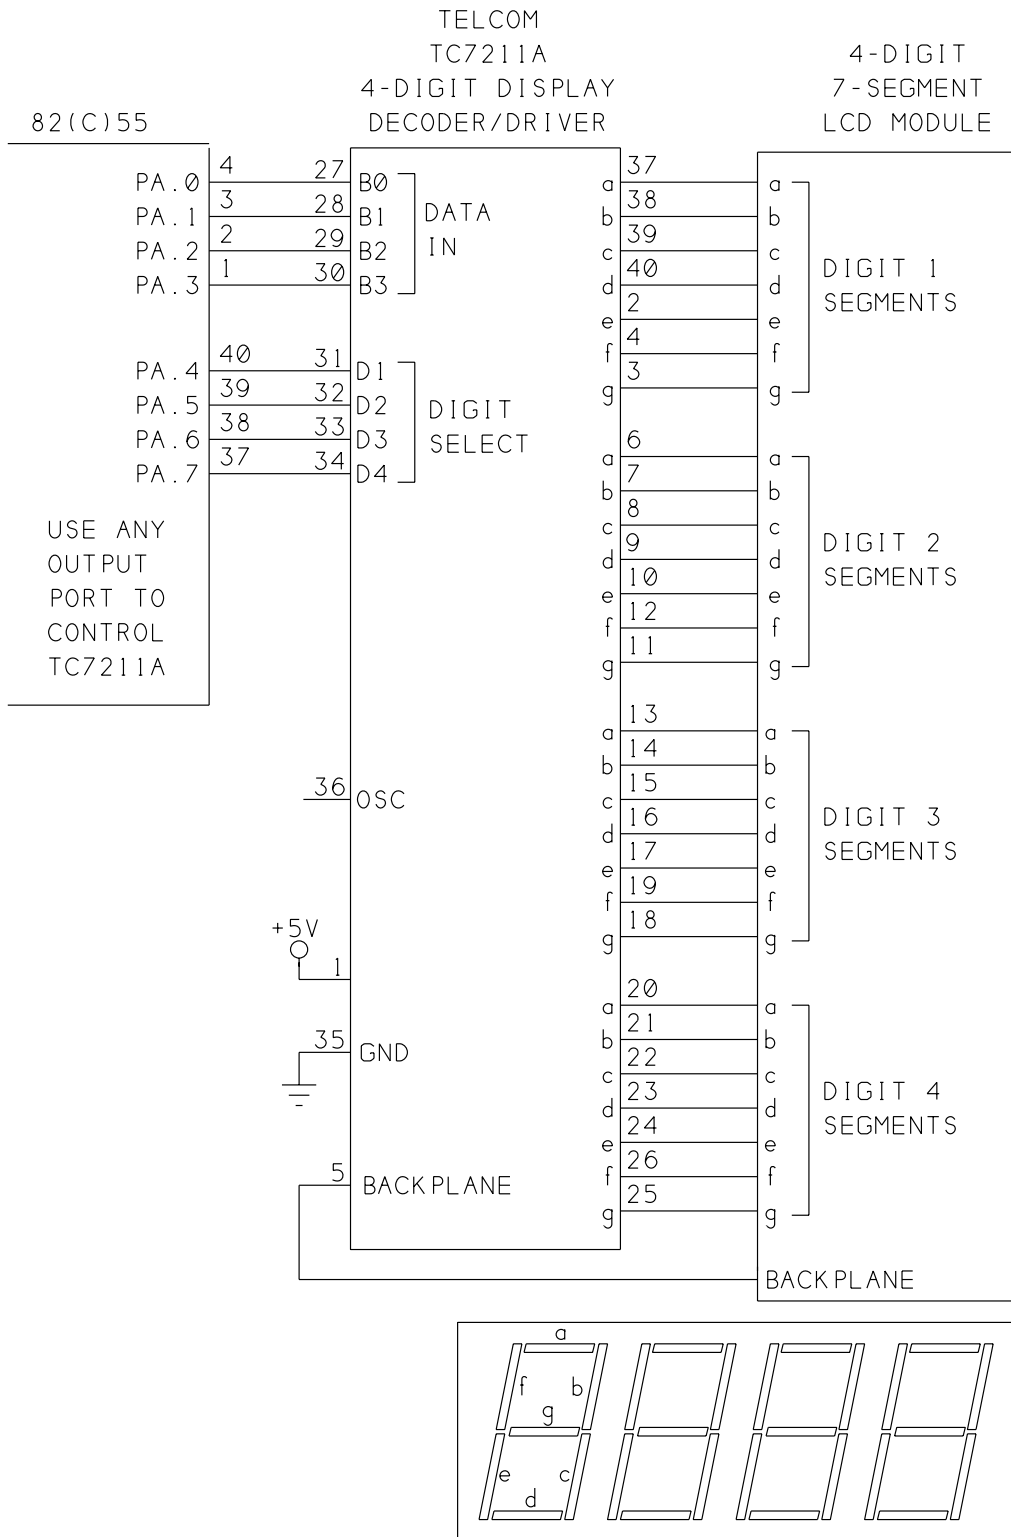 TELCOM
TC7211A
4-DIGIT DISPLAY
DECODER/DRIVER
4-DIGIT
7-SEGMENT
LCD MODULE
82(C)55
PA.0 4 27 B0
PA.1 3 28 B1
PA.2 2 29 B2
PA.3 1 30 B3
DATA
IN
PA.4 40 31 D1
PA.5 39 32 D2
PA.6 38 33 D3
PA.7 37 34 D4
DIGIT
SELECT
USE ANY
OUTPUT
PORT TO
CONTROL
TC7211A
36 OSC
+5V
1
35 GND
5 BACKPLANE
a 37 a
b 38 b
c 39 c
d 40 d
e 2 e
f 4 f
g 3 g
DIGIT 1
SEGMENTS
a 6 a
b 7 b
c 8 c
d 9 d
e 10 e
f 12 f
g 11 g
DIGIT 2
SEGMENTS
a 13 a
b 14 b
c 15 c
d 16 d
e 17 e
f 19 f
g 18 g
DIGIT 3
SEGMENTS
a 20 a
b 21 b
c 22 c
d 23 d
e 24 e
f 26 f
g 25 g
DIGIT 4
SEGMENTS
BACKPLANE
a
f b
g
e c
d